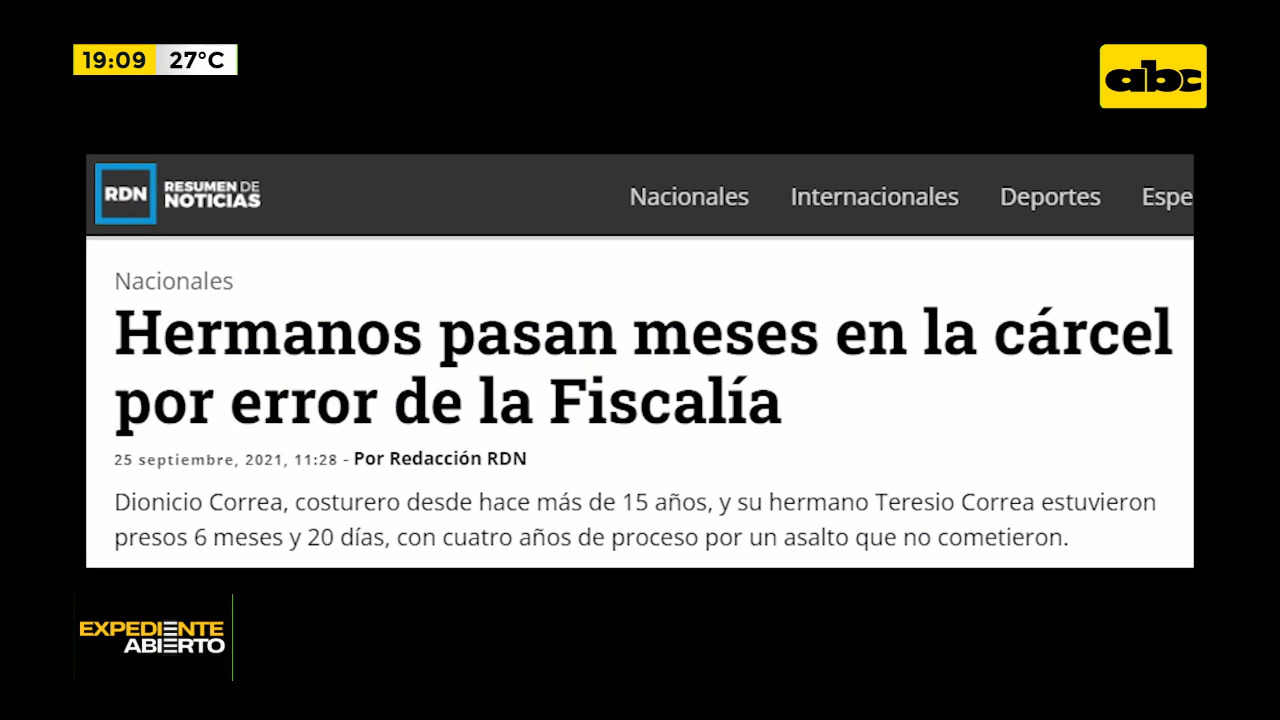 19:09 27°C
abc
RDN RESUMEN DE NOTICIAS
Nacionales Internacionales Deportes Espe
Nacionales
Hermanos pasan meses en la cárcel
por error de la Fiscalía
25 septiembre, 2021, 11:28 - Por Redacción RDN
Dionicio Correa, costurero desde hace más de 15 años, y su hermano Teresio Correa estuvieron
presos 6 meses y 20 días, con cuatro años de proceso por un asalto que no cometieron.
EXPEDIENTE
ABIERTO